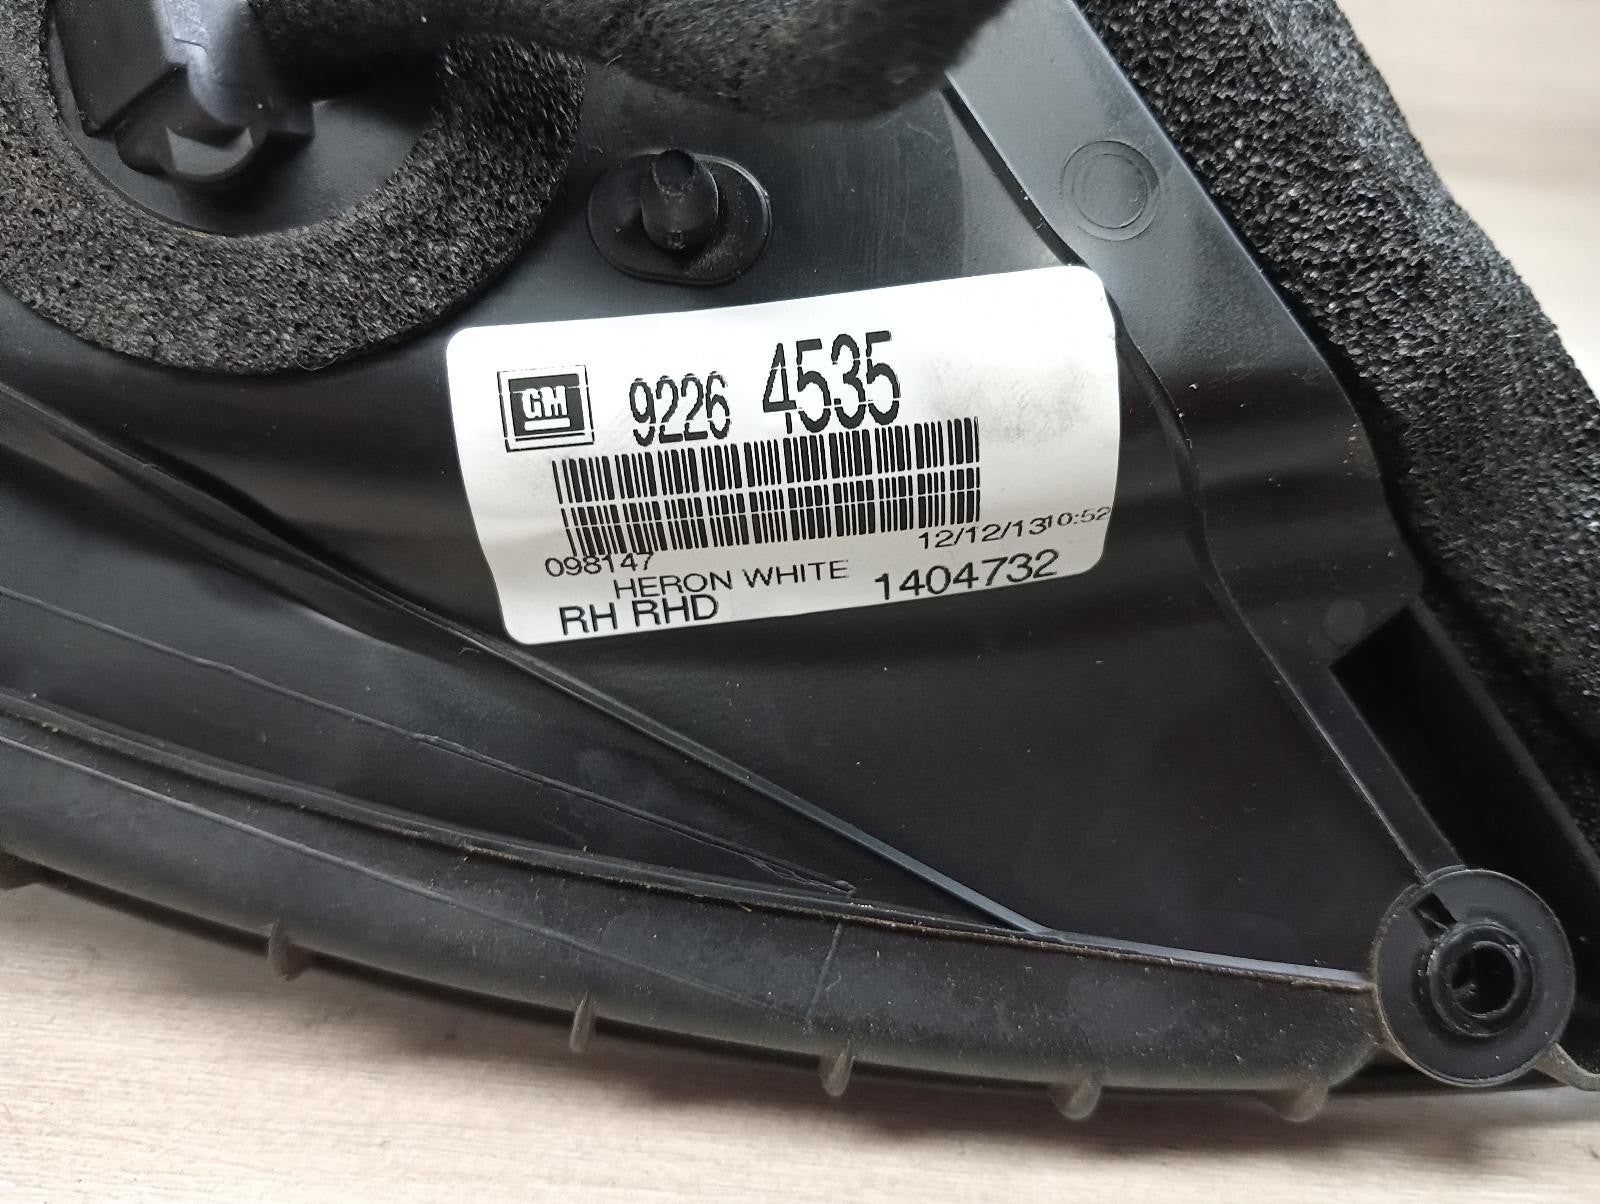 GM 9226 4535
098147 12/12/13 10:52
HERON WHITE
RH RHD 1404732